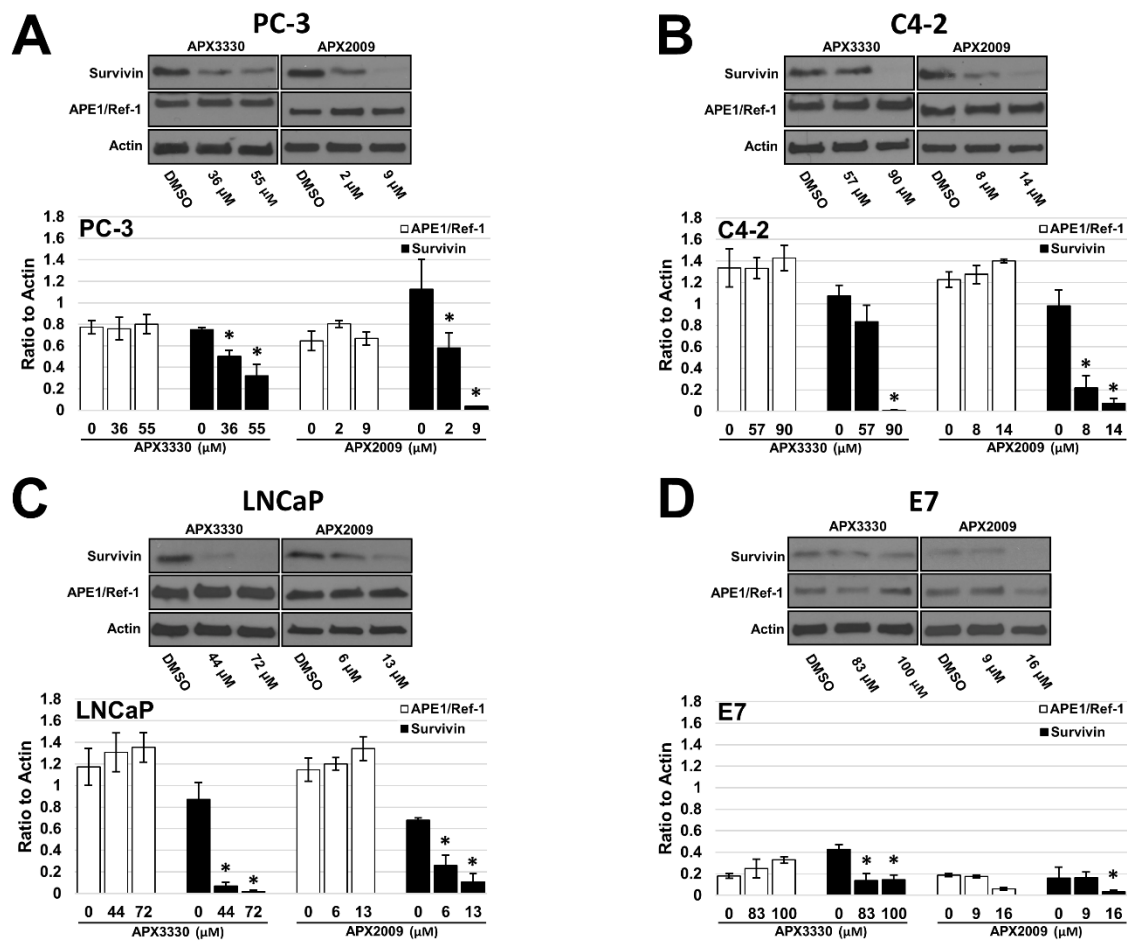 A
PC-3
APX3330 APX2009
Survivin
APE1/Ref-1
Actin
DMSO 36 µM 55 µM DMSO 2 µM 9 µM
PC-3
APE1/Ref-1
Survivin
Ratio to Actin
1.8
1.6
1.4
1.2
1
0.8
0.6
0.4
0.2
0
* * * *
0 36 55 0 36 55 0 2 9 0 2 9
APX3330 (µM) APX2009 (µM)
B
C4-2
APX3330 APX2009
Survivin
APE1/Ref-1
Actin
DMSO 57 µM 90 µM DMSO 8 µM 14 µM
C4-2
APE1/Ref-1
Survivin
Ratio to Actin
1.8
1.6
1.4
1.2
1
0.8
0.6
0.4
0.2
0
* * *
0 57 90 0 57 90 0 8 14 0 8 14
APX3330 (µM) APX2009 (µM)
C
LNCaP
APX3330 APX2009
Survivin
APE1/Ref-1
Actin
DMSO 44 µM 72 µM DMSO 6 µM 13 µM
LNCaP
APE1/Ref-1
Survivin
Ratio to Actin
1.8
1.6
1.4
1.2
1
0.8
0.6
0.4
0.2
0
* * * *
0 44 72 0 44 72 0 6 13 0 6 13
APX3330 (µM) APX2009 (µM)
D
E7
APX3330 APX2009
Survivin
APE1/Ref-1
Actin
DMSO 83 µM 100 µM DMSO 9 µM 16 µM
E7
APE1/Ref-1
Survivin
Ratio to Actin
1.8
1.6
1.4
1.2
1
0.8
0.6
0.4
0.2
0
* * *
0 83 100 0 83 100 0 9 16 0 9 16
APX3330 (µM) APX2009 (µM)